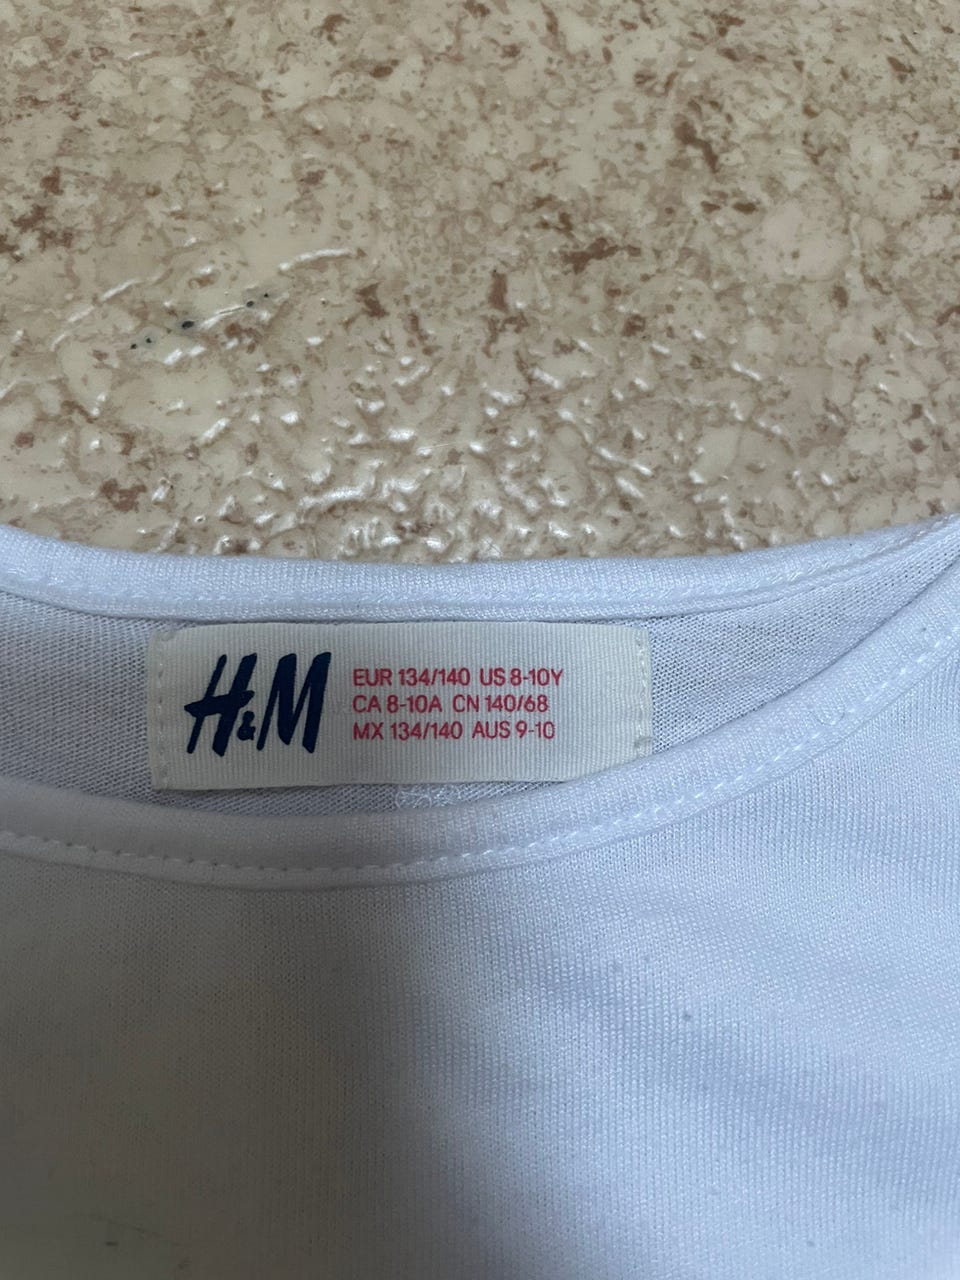 H&M
EUR 134/140 US 8-10Y
CA 8-10A CN 140/68
MX 134/140 AUS 9-10